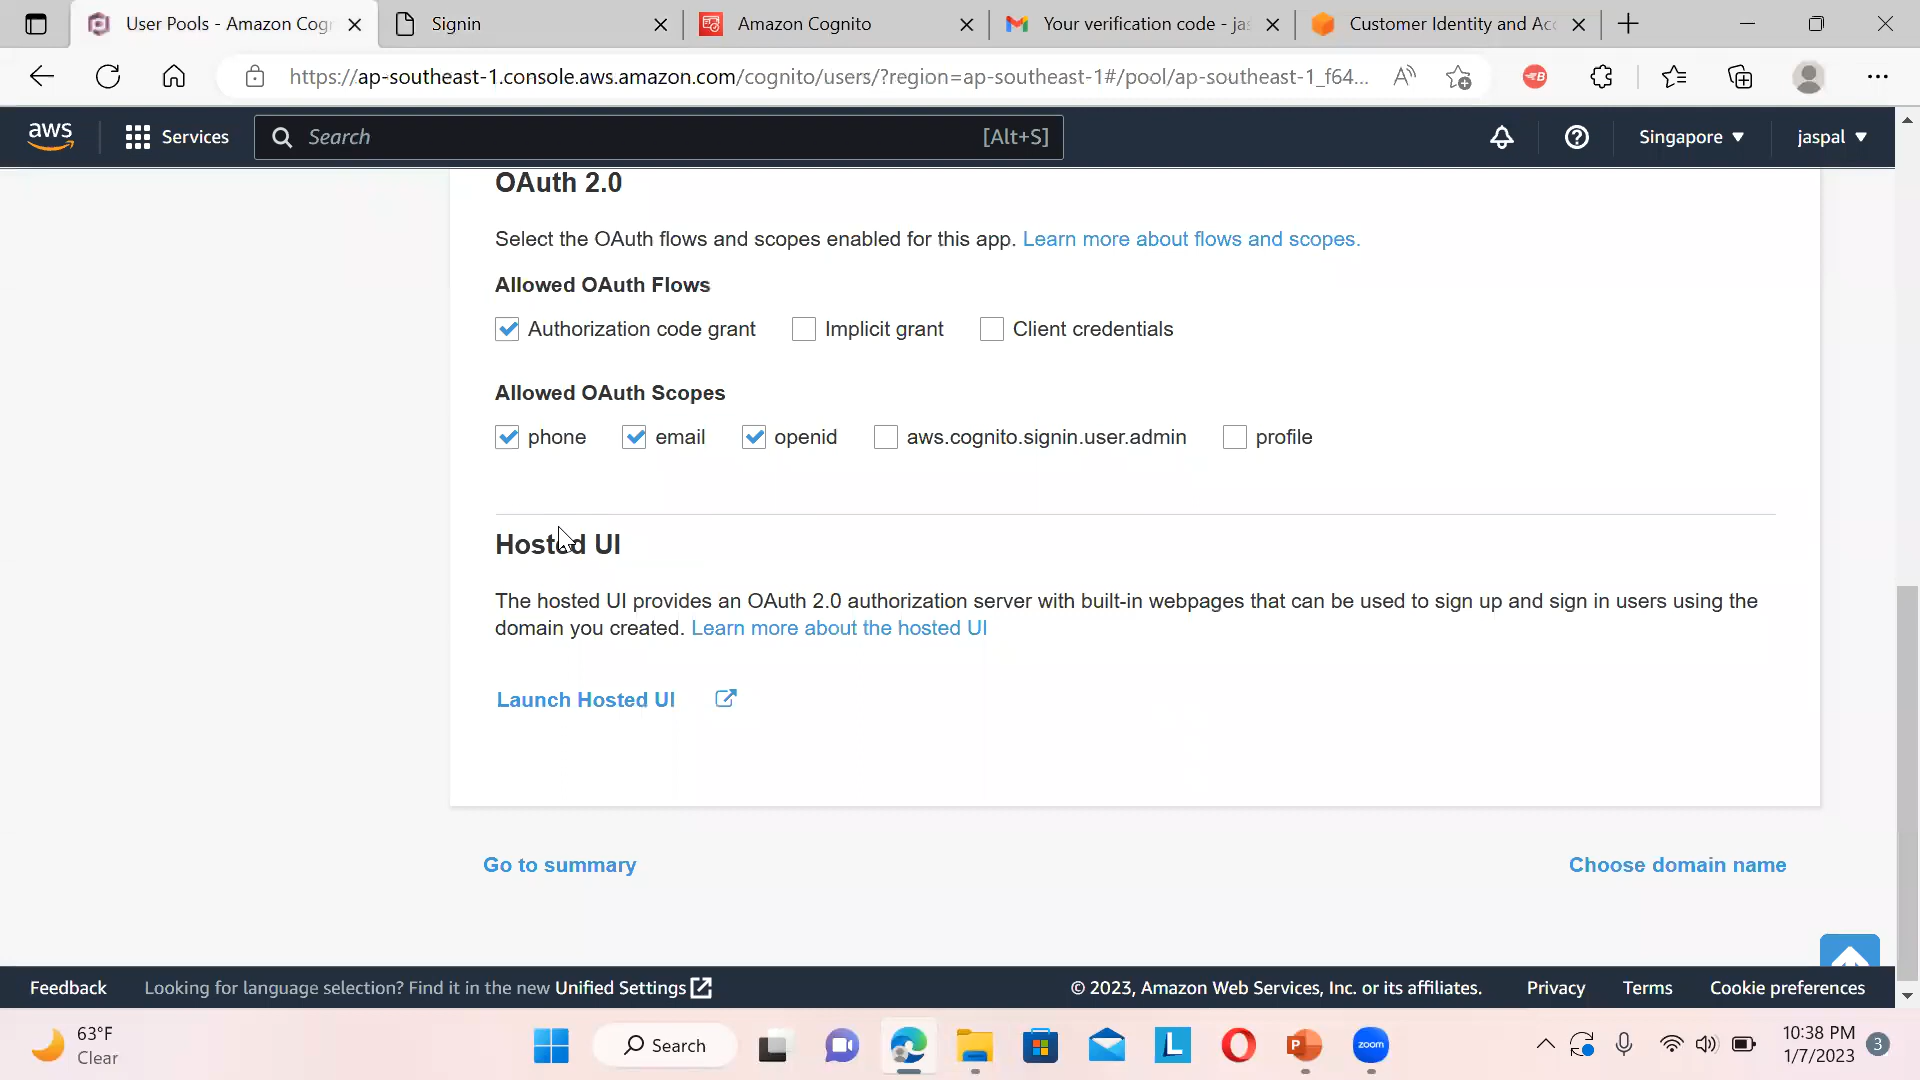 User Pools - Amazon Cog
Signin
Amazon Cognito
Your verification code - ja
Customer Identity and Acc
https://ap-southeast-1.console.aws.amazon.com/cognito/users/?region=ap-southeast-1#/pool/ap-southeast-1_f64...
aws
Services
Search
[Alt+S]
Singapore
jaspal
OAuth 2.0
Select the OAuth flows and scopes enabled for this app. Learn more about flows and scopes.
Allowed OAuth Flows
Authorization code grant
Implicit grant
Client credentials
Allowed OAuth Scopes
phone
email
openid
aws.cognito.signin.user.admin
profile
Hosted UI
The hosted UI provides an OAuth 2.0 authorization server with built-in webpages that can be used to sign up and sign in users using the
domain you created. Learn more about the hosted UI
Launch Hosted UI
Go to summary
Choose domain name
Feedback
Looking for language selection? Find it in the new Unified Settings
© 2023, Amazon Web Services, Inc. or its affiliates.
Privacy
Terms
Cookie preferences
63°F
Clear
Search
L
P
zoom
10:38 PM
1/7/2023
3